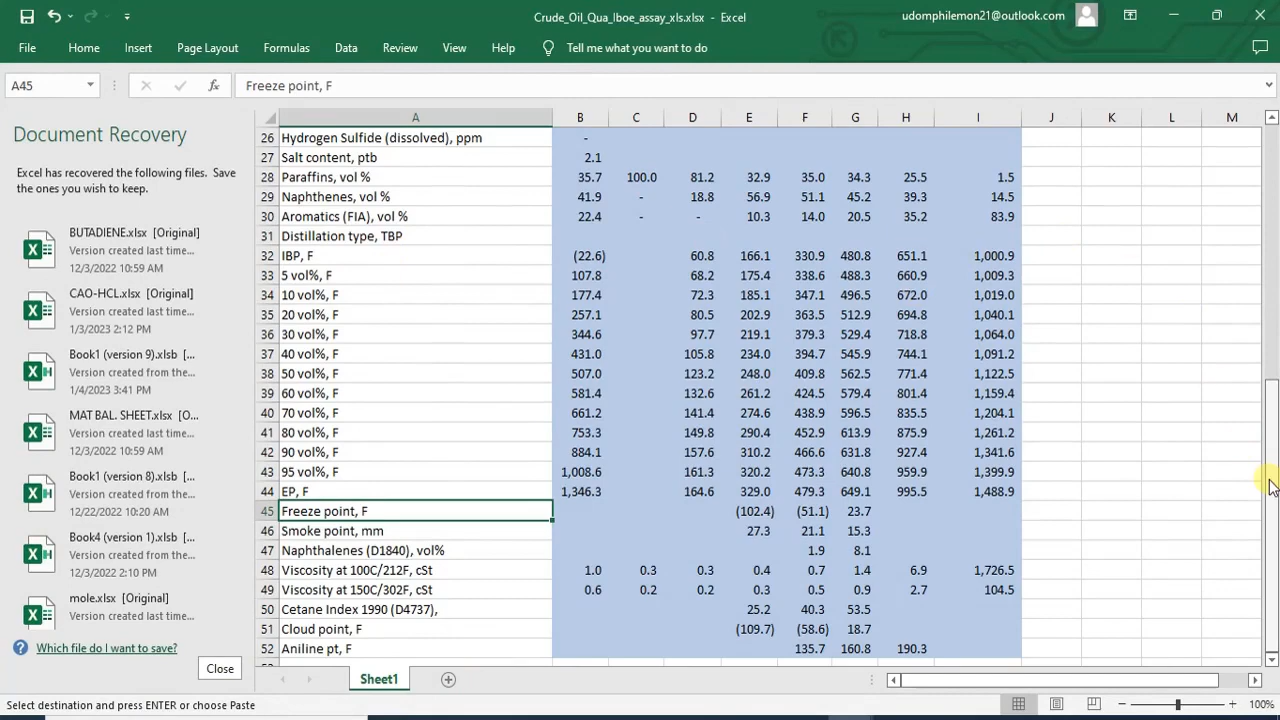 Crude_Oil_Qua_Iboe_assay_xls.xlsx - Excel
udomphilemon21@outlook.com
File Home Insert Page Layout Formulas Data Review View Help Tell me what you want to do
A45 fx Freeze point, F
Document Recovery
Excel has recovered the following files. Save
the ones you wish to keep.
BUTADIENE.xlsx [Original]
Version created last time...
12/3/2022 10:59 AM
CAO-HCL.xlsx [Original]
Version created last time...
1/3/2023 2:12 PM
Book1 (version 9).xlsb [...
Version created from the...
1/4/2023 3:41 PM
MAT BAL. SHEET.xlsx [O...
Version created last time...
12/3/2022 10:59 AM
Book1 (version 8).xlsb [...
Version created from the...
12/22/2022 10:20 AM
Book4 (version 1).xlsb [...
Version created from the...
12/3/2022 2:10 PM
mole.xlsx [Original]
Version created last time...
Which file do I want to save?
Close
A B C D E F G H I J K L M
26 Hydrogen Sulfide (dissolved), ppm -
27 Salt content, ptb 2.1
28 Paraffins, vol % 35.7 100.0 81.2 32.9 35.0 34.3 25.5 1.5
29 Naphthenes, vol % 41.9 - 18.8 56.9 51.1 45.2 39.3 14.5
30 Aromatics (FIA), vol % 22.4 - - 10.3 14.0 20.5 35.2 83.9
31 Distillation type, TBP
32 IBP, F (22.6) 60.8 166.1 330.9 480.8 651.1 1,000.9
33 5 vol%, F 107.8 68.2 175.4 338.6 488.3 660.9 1,009.3
34 10 vol%, F 177.4 72.3 185.1 347.1 496.5 672.0 1,019.0
35 20 vol%, F 257.1 80.5 202.9 363.5 512.9 694.8 1,040.1
36 30 vol%, F 344.6 97.7 219.1 379.3 529.4 718.8 1,064.0
37 40 vol%, F 431.0 105.8 234.0 394.7 545.9 744.1 1,091.2
38 50 vol%, F 507.0 123.2 248.0 409.8 562.5 771.4 1,122.5
39 60 vol%, F 581.4 132.6 261.2 424.5 579.4 801.4 1,159.4
40 70 vol%, F 661.2 141.4 274.6 438.9 596.5 835.5 1,204.1
41 80 vol%, F 753.3 149.8 290.4 452.9 613.9 875.9 1,261.2
42 90 vol%, F 884.1 157.6 310.2 466.6 631.8 927.4 1,341.6
43 95 vol%, F 1,008.6 161.3 320.2 473.3 640.8 959.9 1,399.9
44 EP, F 1,346.3 164.6 329.0 479.3 649.1 995.5 1,488.9
45 Freeze point, F (102.4) (51.1) 23.7
46 Smoke point, mm 27.3 21.1 15.3
47 Naphthalenes (D1840), vol% 1.9 8.1
48 Viscosity at 100C/212F, cSt 1.0 0.3 0.3 0.4 0.7 1.4 6.9 1,726.5
49 Viscosity at 150C/302F, cSt 0.6 0.2 0.2 0.3 0.5 0.9 2.7 104.5
50 Cetane Index 1990 (D4737), 25.2 40.3 53.5
51 Cloud point, F (109.7) (58.6) 18.7
52 Aniline pt, F 135.7 160.8 190.3
Sheet1
Select destination and press ENTER or choose Paste
100%